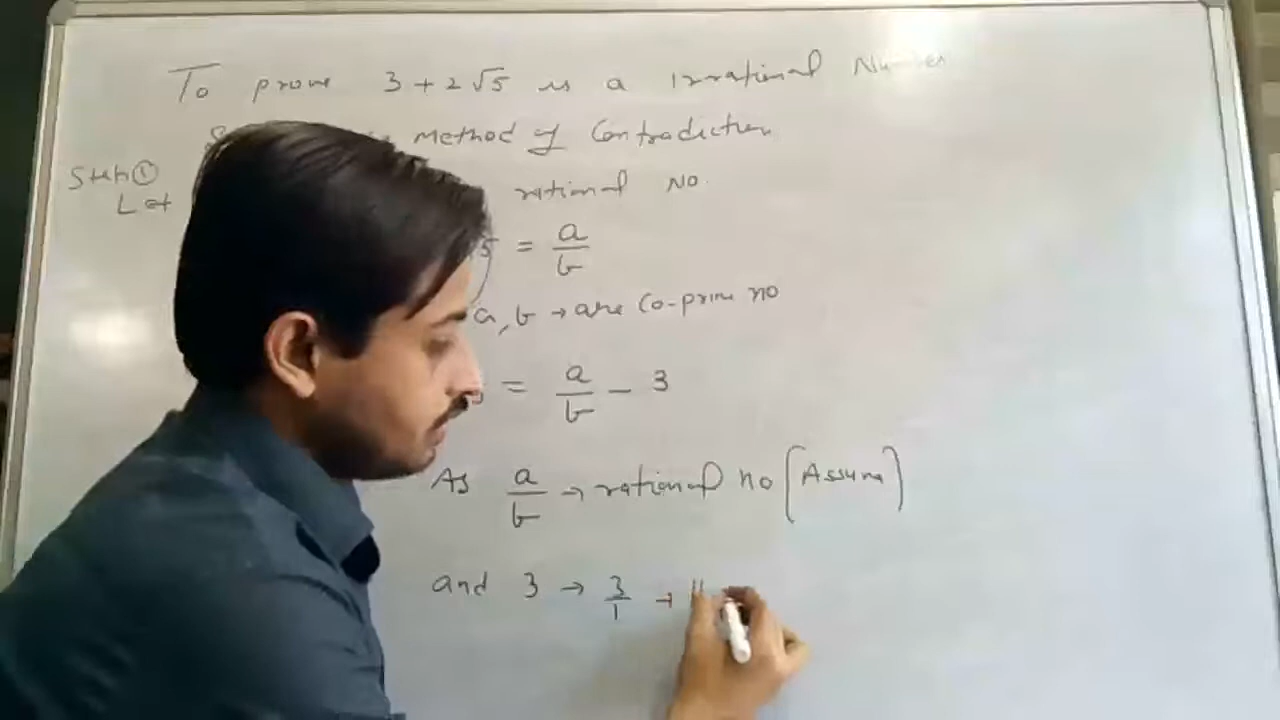 To prove 3 + 2√5 is a Irrational Number
Method of Contradiction
Step ①
Let rational No.
5 = a/b
a, b → are Co-prime no
= a/b − 3
As a/b → rational no [Assume]
and 3 → 3/1 →